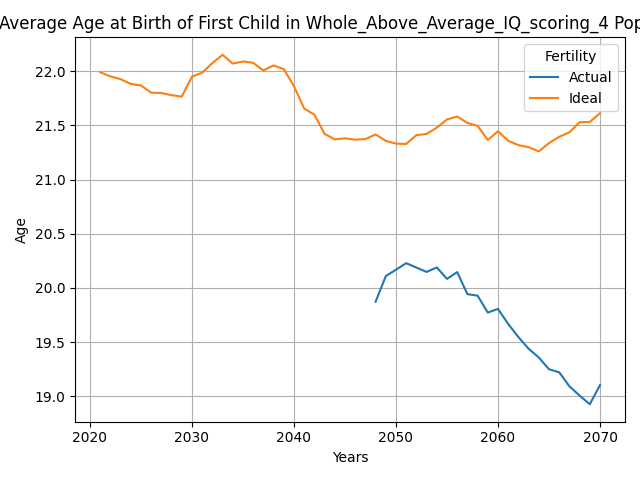 Average Age at Birth of First Child in Whole_Above_Average_IQ_scoring_4 Pop
Fertility
Actual
Ideal
22.0
21.5
21.0
20.5
20.0
19.5
19.0
Age
2020 2030 2040 2050 2060 2070
Years